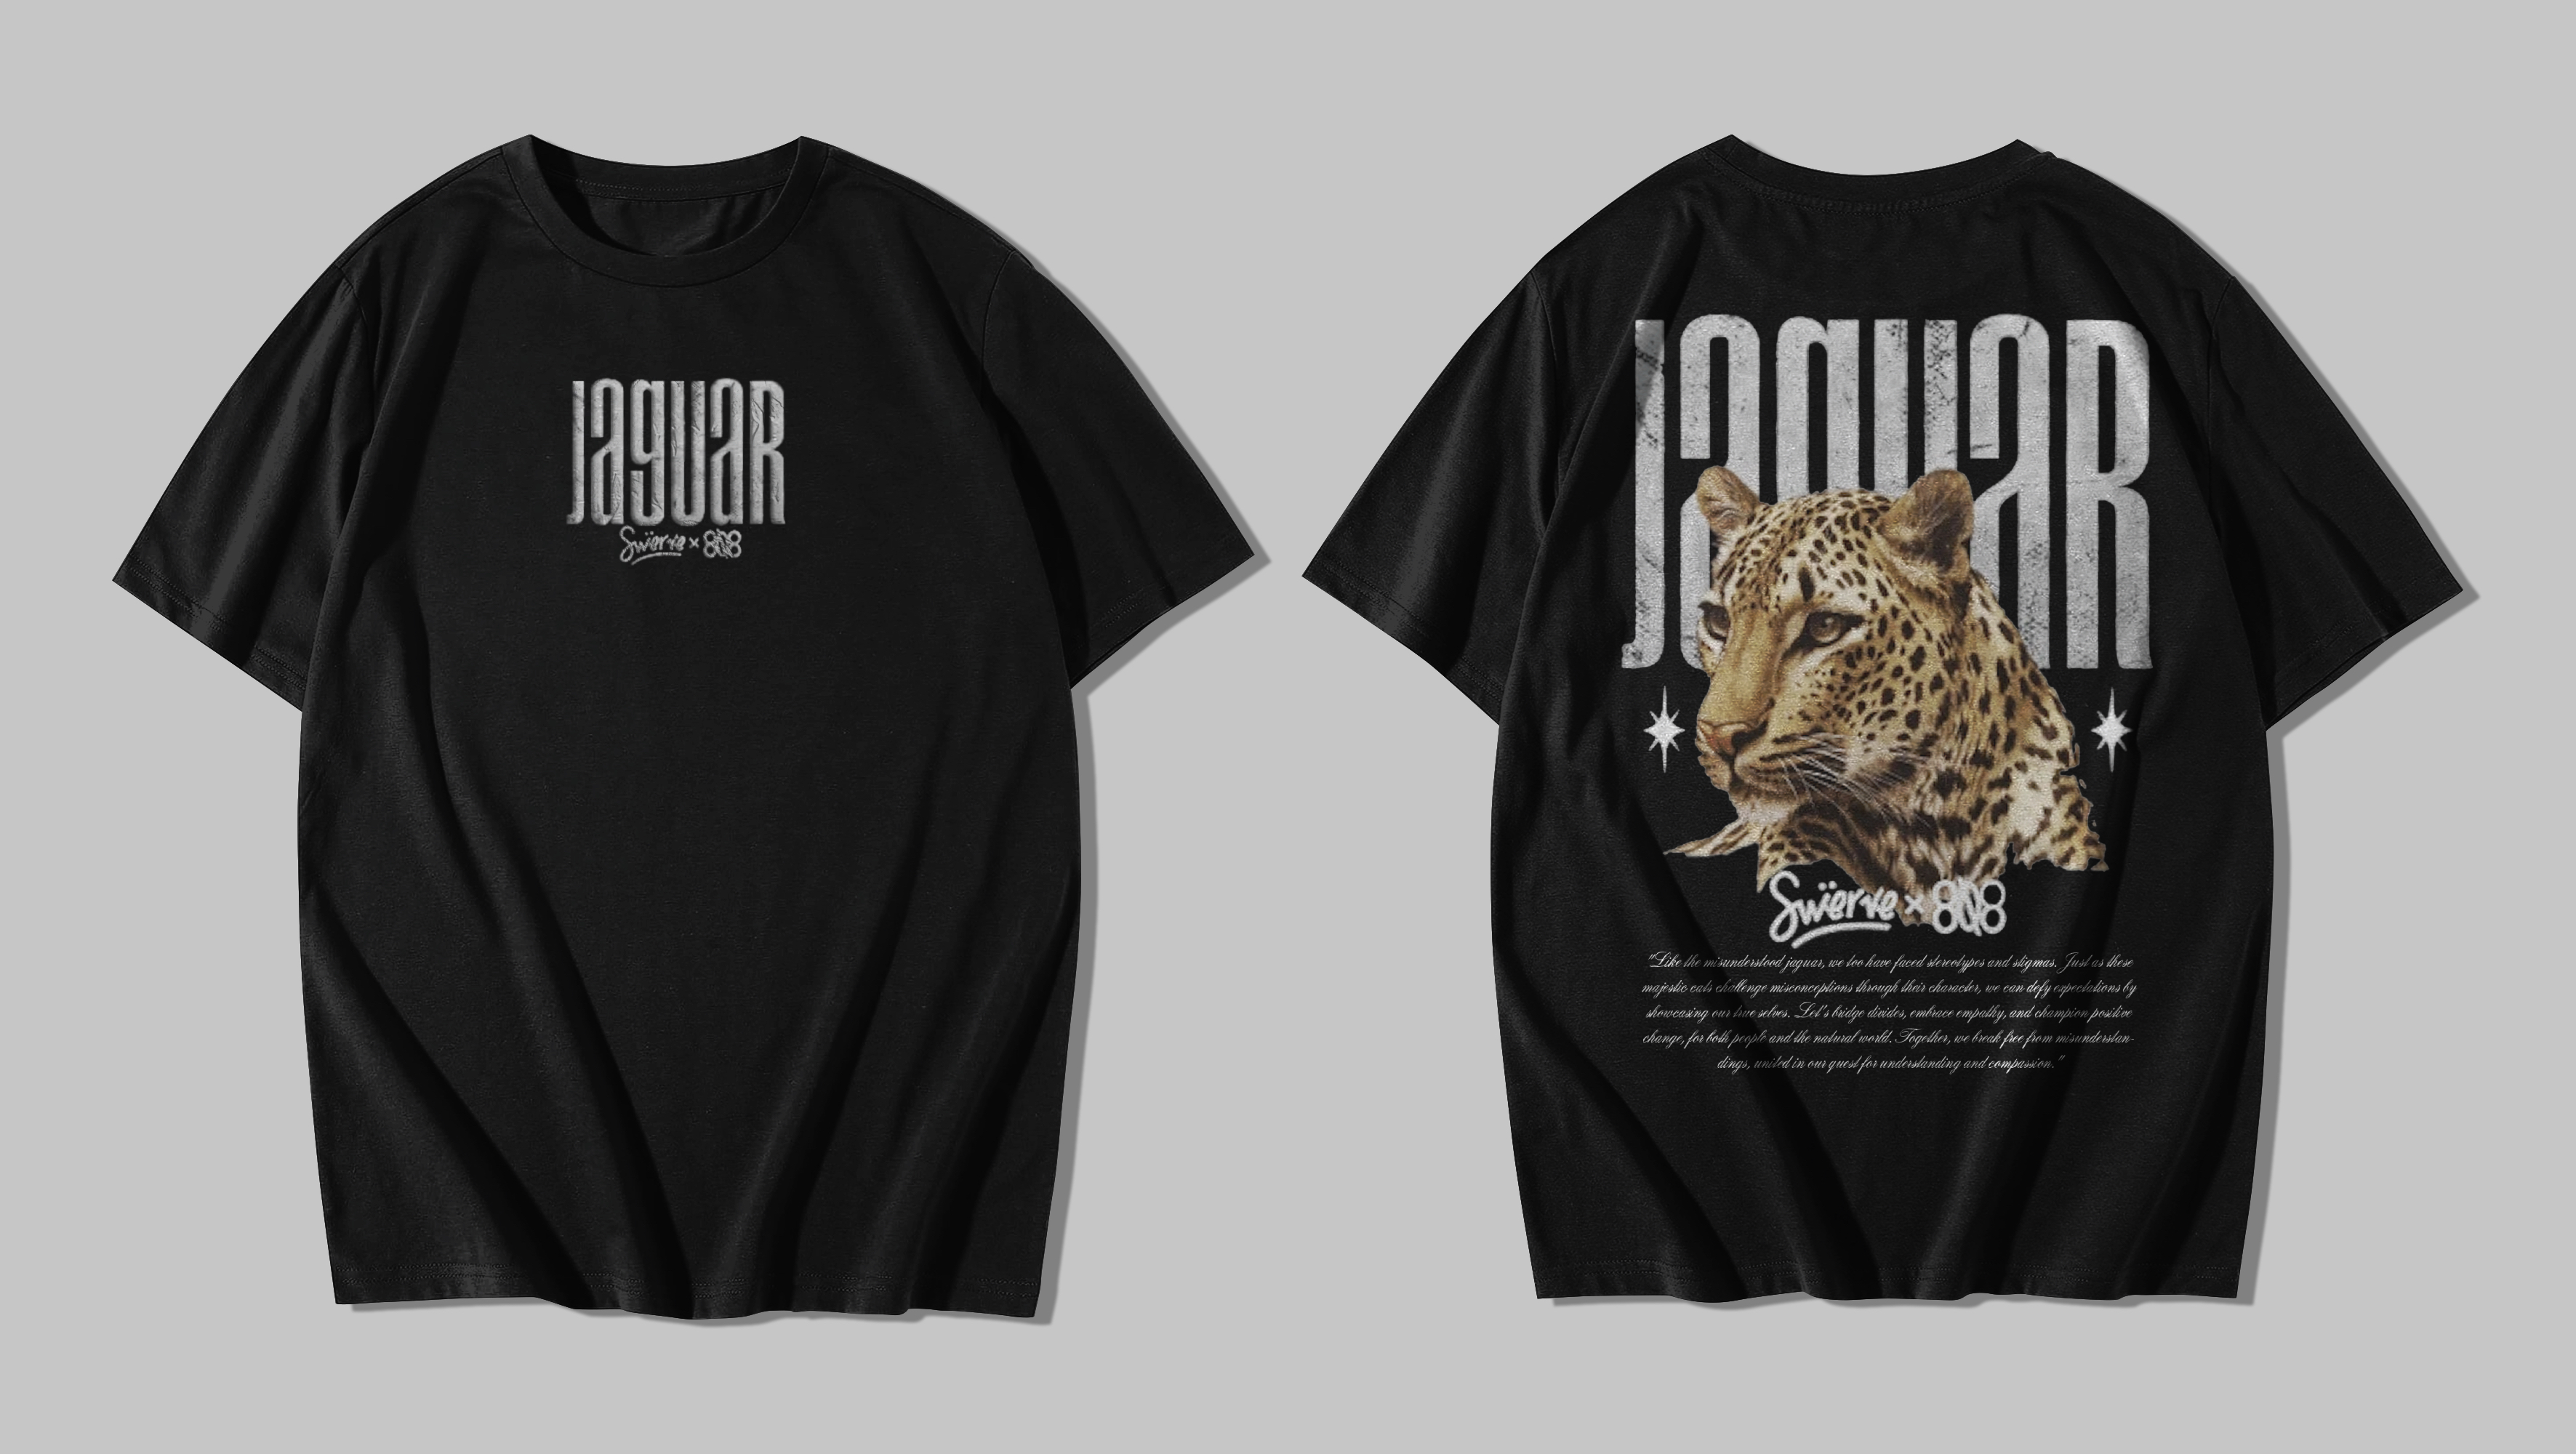 JaguaR
Swërve × 808
JaguaR
Swërve × 808
"Like the misunderstood jaguar, we too have faced stereotypes and stigmas. Just as these
majestic cats challenge misconceptions through their character, we can defy expectations by
showcasing our true selves. Let's bridge divides, embrace empathy, and champion positive
change, for both people and the natural world. Together, we break free from misunderstan-
dings, united in our quest for understanding and compassion."